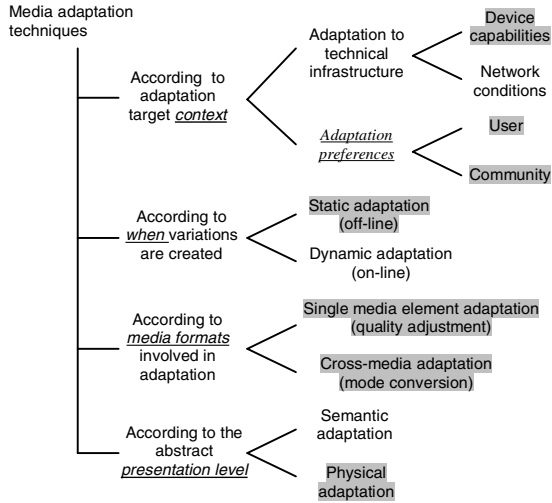 Media adaptation
techniques
According to
adaptation
target context
Adaptation to
technical
infrastructure
Device
capabilities
Network
conditions
Adaptation
preferences
User
Community
According to
when variations
are created
Static adaptation
(off-line)
Dynamic adaptation
(on-line)
According to
media formats
involved in
adaptation
Single media element adaptation
(quality adjustment)
Cross-media adaptation
(mode conversion)
According to the
abstract
presentation level
Semantic
adaptation
Physical
adaptation